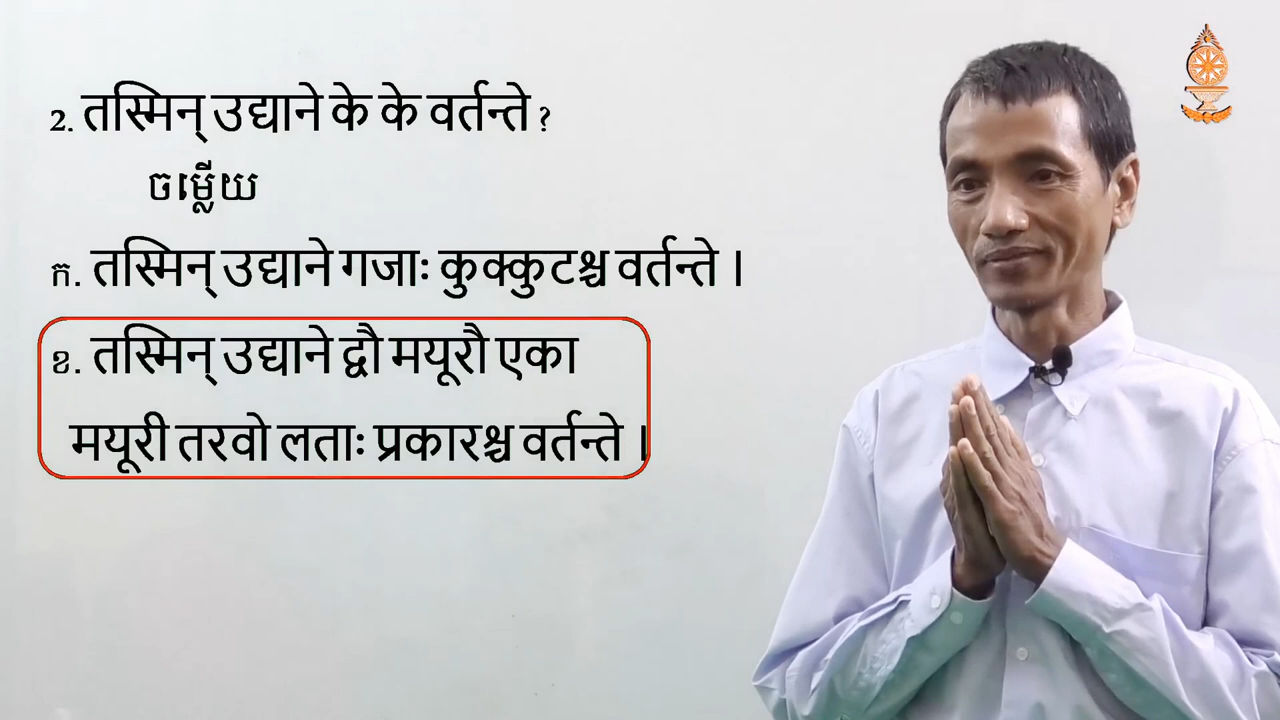 2. तस्मिन् उद्याने के के वर्तन्ते ?
ចម្លើយ
ក. तस्मिन् उद्याने गजाः कुक्कुटश्च वर्तन्ते ।
ខ. तस्मिन् उद्याने द्वौ मयूरौ एका
मयूरी तरवो लताः प्रकारश्च वर्तन्ते ।